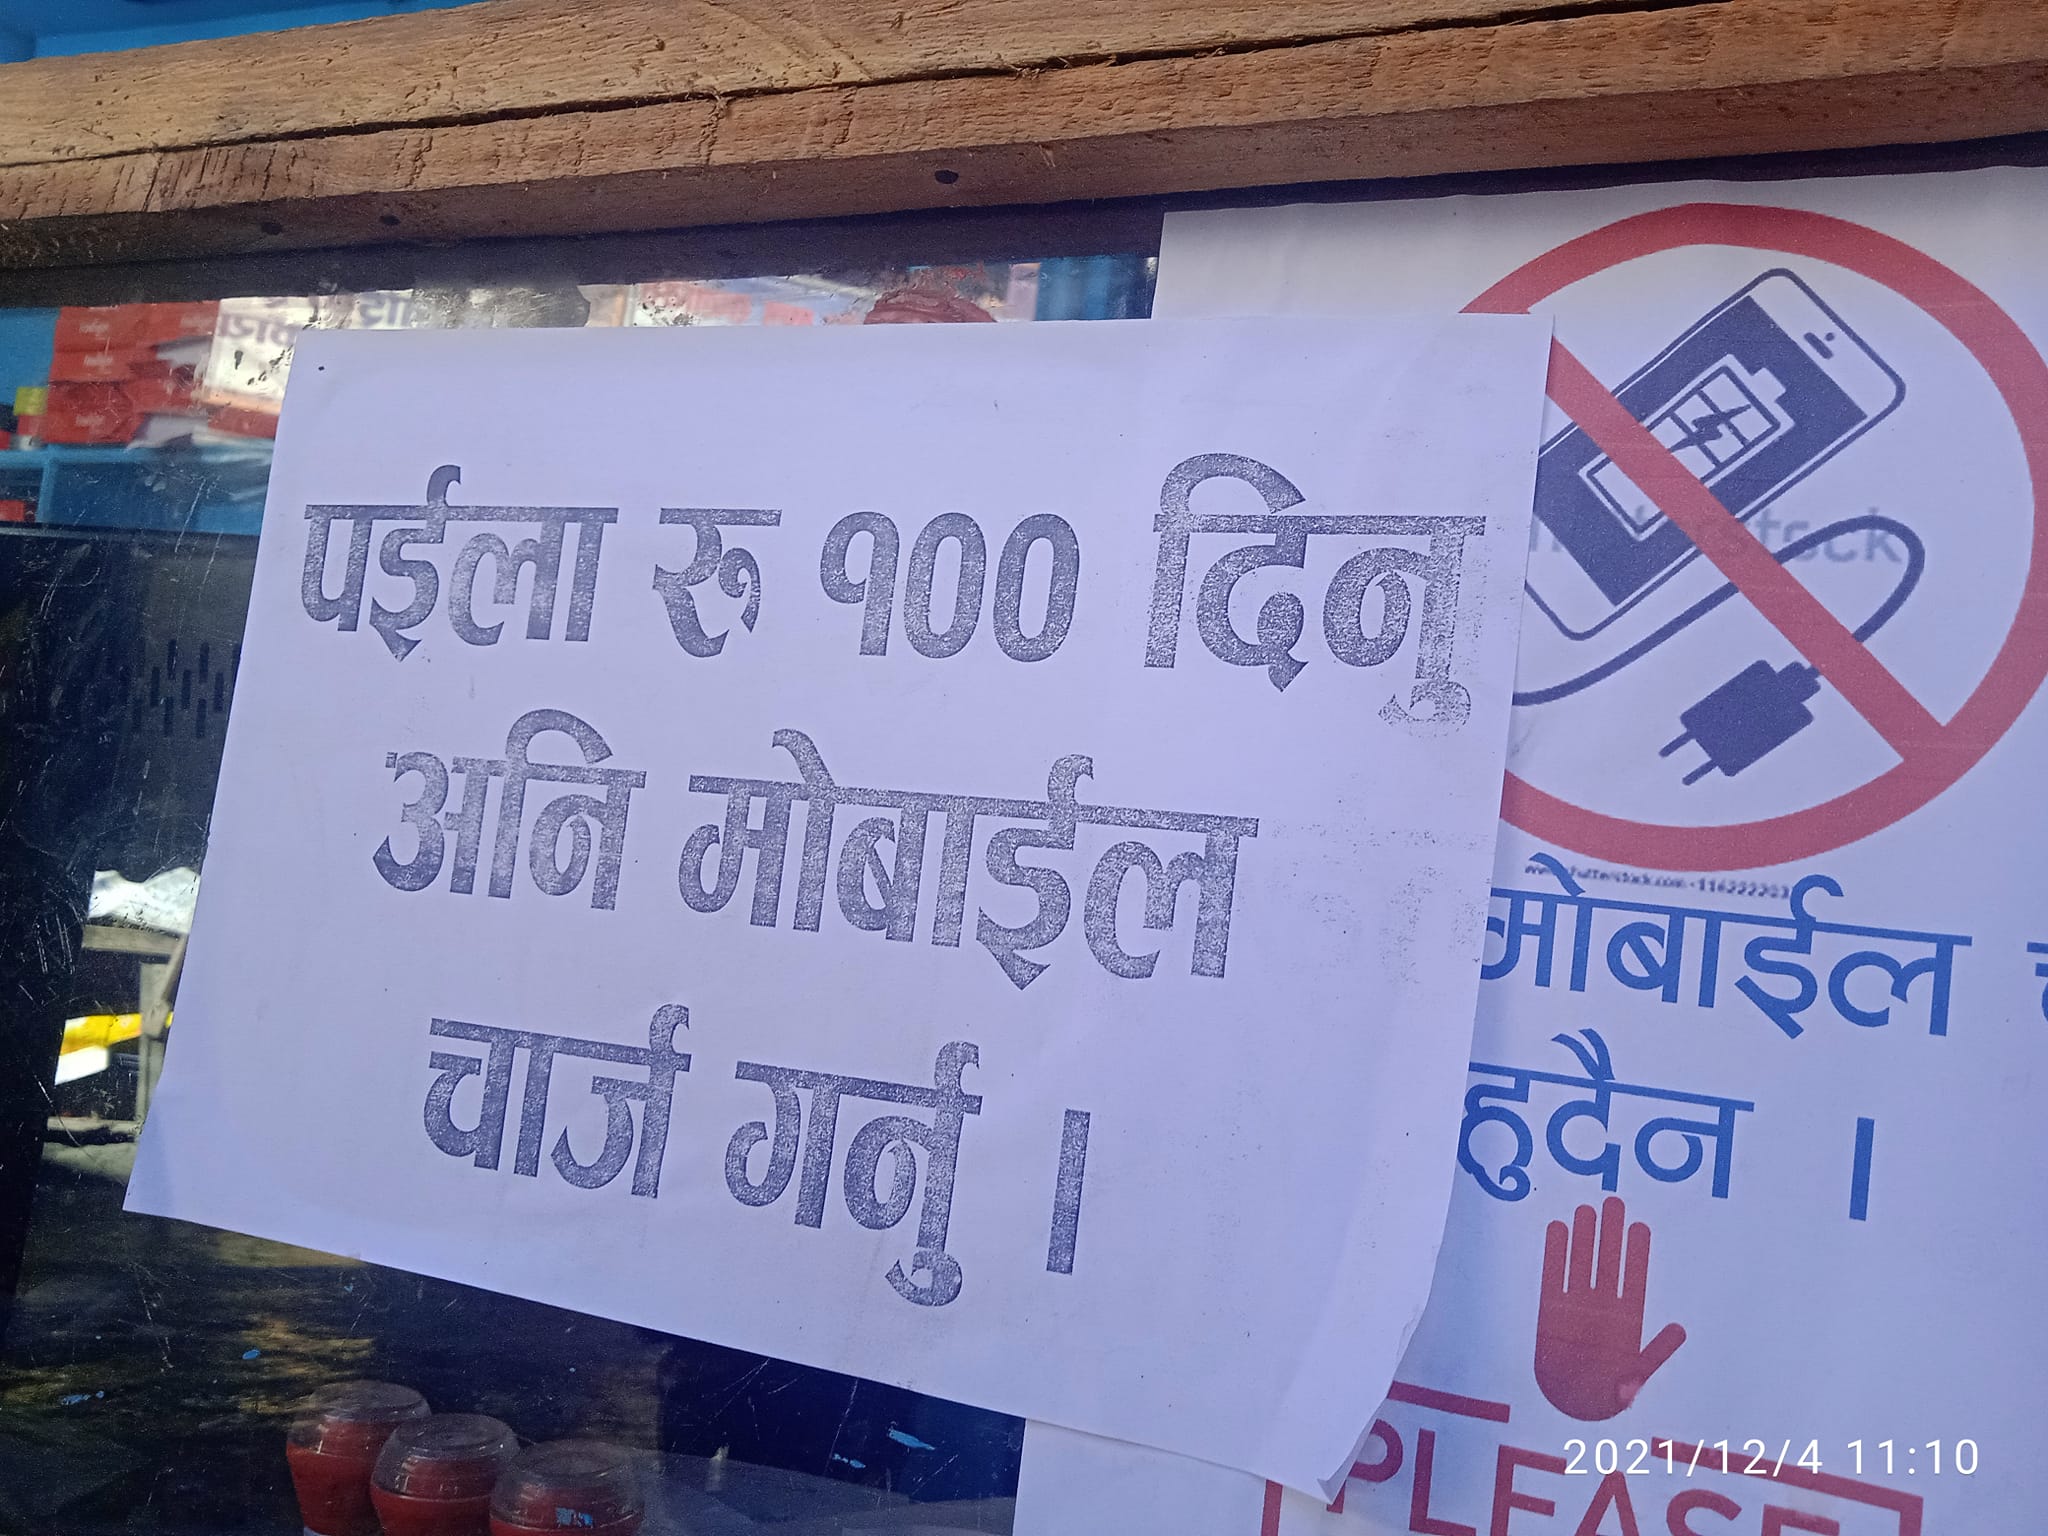 पईला रु १०० दिनु
अनि मोबाईल
चार्ज गर्नु ।
मोबाईल
हुदैन ।
PLEASE
2021/12/4 11:10